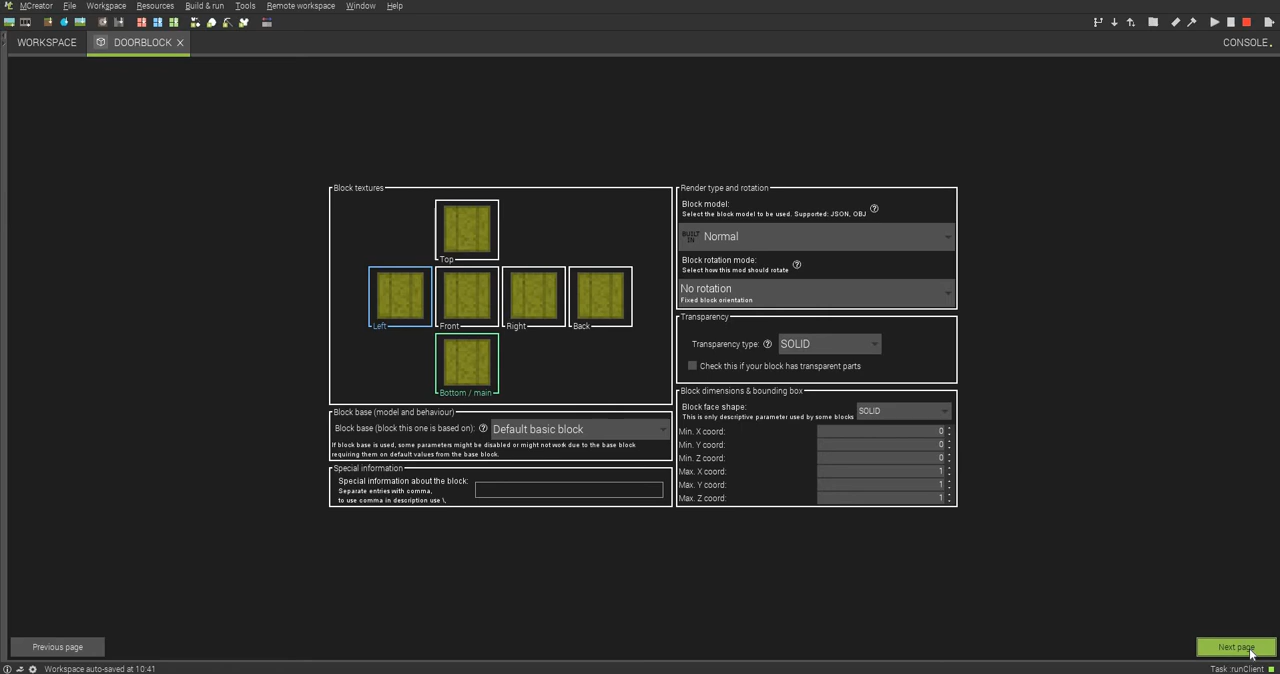 MCreator File Workspace Resources Build & run Tools Remote workspace Window Help
WORKSPACE DOORBLOCK CONSOLE
Block textures
Top
Left Front Right Back
Bottom / main
Block base (model and behaviour)
Block base (block this one is based on): Default basic block
If block base is used, some parameters might be disabled or might not work due to the base block
requiring them on default values from the base block.
Special information
Special information about the block:
Separate entries with comma,
to use comma in description use \,
Render type and rotation
Block model:
Select the block model to be used. Supported: JSON, OBJ
BUILT IN Normal
Block rotation mode:
Select how this mod should rotate
No rotation
Fixed block orientation
Transparency
Transparency type: SOLID
Check this if your block has transparent parts
Block dimensions & bounding box
Block face shape: SOLID
This is only descriptive parameter used by some blocks
Min. X coord: 0
Min. Y coord: 0
Min. Z coord: 0
Max. X coord: 1
Max. Y coord: 1
Max. Z coord: 1
Previous page Next page
Workspace auto-saved at 10:41 Task :runClient